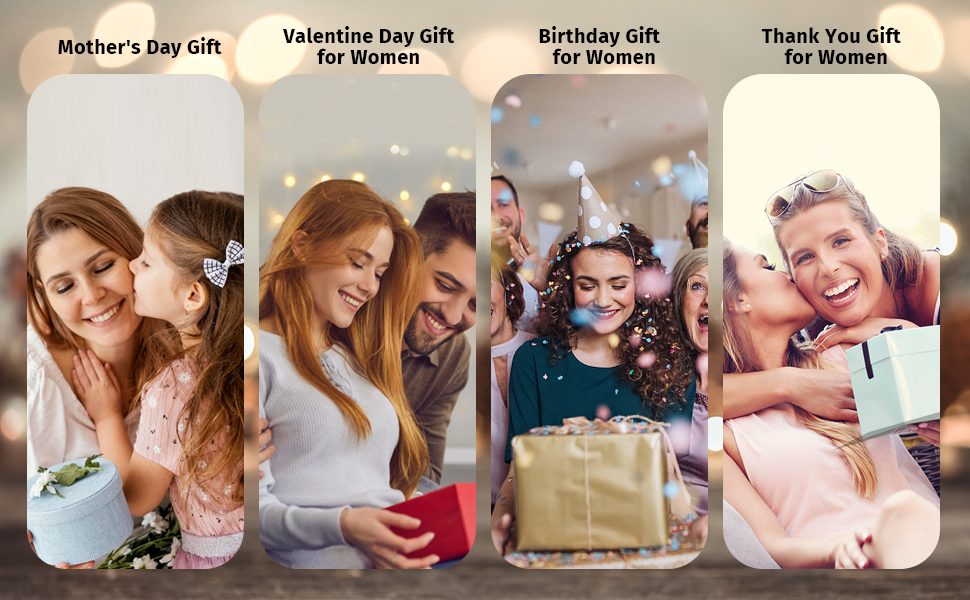 Mother's Day Gift
Valentine Day Gift
for Women
Birthday Gift
for Women
Thank You Gift
for Women